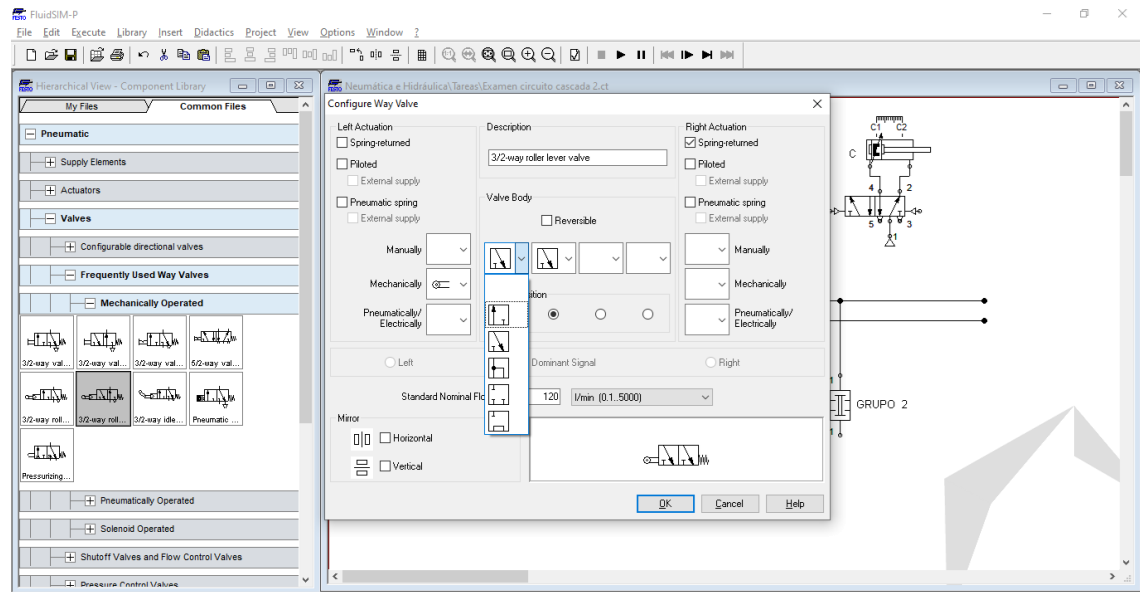 FluidSIM-P
File Edit Execute Library Insert Didactics Project View Options Window ?
Hierarchical View - Component Library
My Files
Common Files
Pneumatic
Supply Elements
Actuators
Valves
Configurable directional valves
Frequently Used Way Valves
Mechanically Operated
3/2-way val...
3/2-way val...
3/2-way val...
5/2-way val...
3/2-way roll...
3/2-way roll...
3/2-way idle...
Pneumatic ...
Pressurizing...
Pneumatically Operated
Solenoid Operated
Shutoff Valves and Flow Control Valves
Pressure Control Valves
Neumática e Hidráulica\Tareas\Examen circuito cascada 2.ct
Configure Way Valve
Left Actuation
Spring-returned
Piloted
External supply
Pneumatic spring
External supply
Manually
Mechanically
Pneumatically/
Electrically
Description
3/2-way roller lever valve
Valve Body
Reversible
ition
Right Actuation
Spring-returned
Piloted
External supply
Pneumatic spring
External supply
Manually
Mechanically
Pneumatically/
Electrically
Left
Dominant Signal
Right
Standard Nominal Flo
120
l/min (0.1..5000)
Mirror
Horizontal
Vertical
OK
Cancel
Help
C1 C2
C
4 2
5 3
1
1
GRUPO 2
1